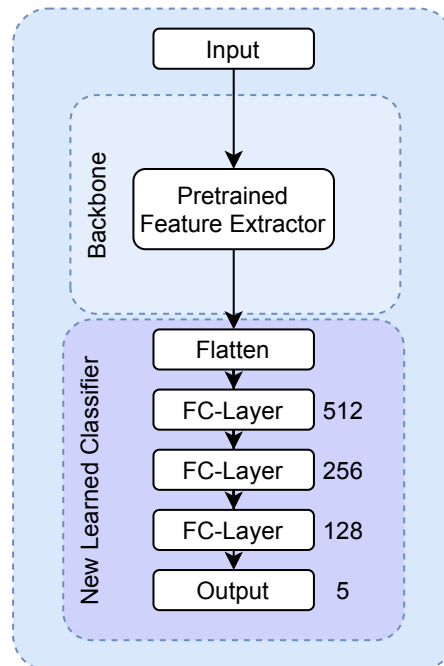 Input
Backbone
Pretrained
Feature Extractor
New Learned Classifier
Flatten
FC-Layer 512
FC-Layer 256
FC-Layer 128
Output 5